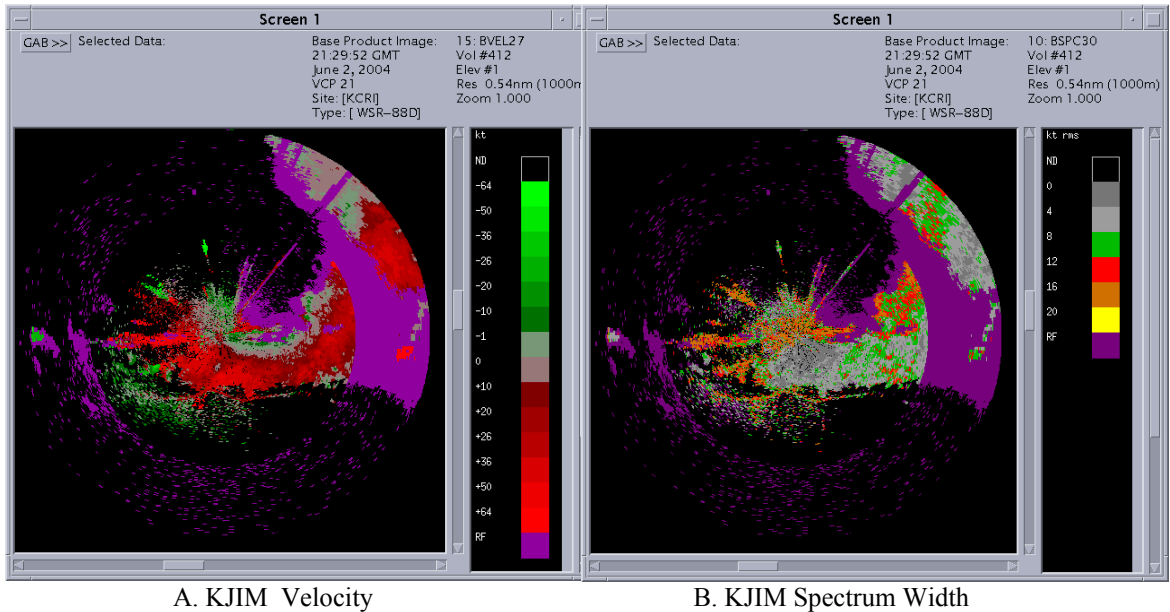 Screen 1
GAB >> Selected Data:
Base Product Image:
21:29:52 GMT
June 2, 2004
VCP 21
Site: [KCRI]
Type: [ WSR-88D]
15: BVEL27
Vol #412
Elev #1
Res 0.54nm (1000m)
Zoom 1.000
kt
ND
-64
-50
-36
-26
-20
-10
-1
0
+10
+20
+26
+36
+50
+64
RF
A. KJIM Velocity
Screen 1
GAB >> Selected Data:
Base Product Image:
21:29:52 GMT
June 2, 2004
VCP 21
Site: [KCRI]
Type: [ WSR-88D]
10: BSPC30
Vol #412
Elev #1
Res 0.54nm (1000m)
Zoom 1.000
kt rms
ND
0
4
8
12
16
20
RF
B. KJIM Spectrum Width